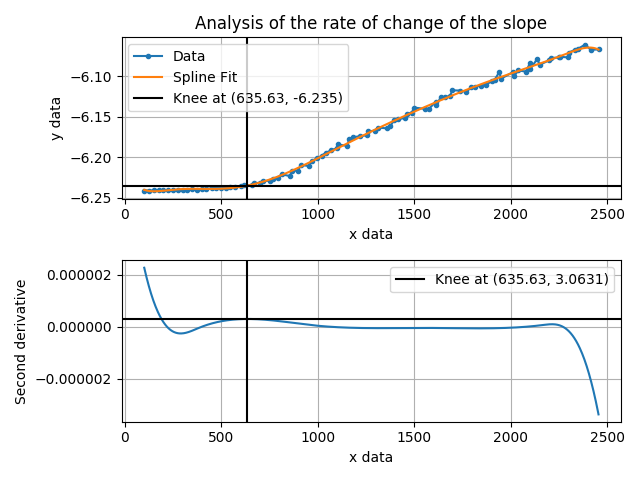 Analysis of the rate of change of the slope
Data
Spline Fit
Knee at (635.63, -6.235)
y data
−6.10
−6.15
−6.20
−6.25
0 500 1000 1500 2000 2500
x data
Knee at (635.63, 3.0631)
Second derivative
0.000002
0.000000
−0.000002
0 500 1000 1500 2000 2500
x data